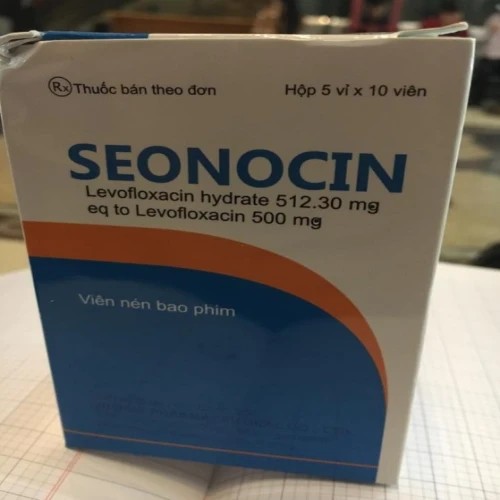 Rx Thuốc bán theo đơn
Hộp 5 vỉ x 10 viên
SEONOCIN
Levofloxacin hydrate 512.30 mg
eq to Levofloxacin 500 mg
Viên nén bao phim